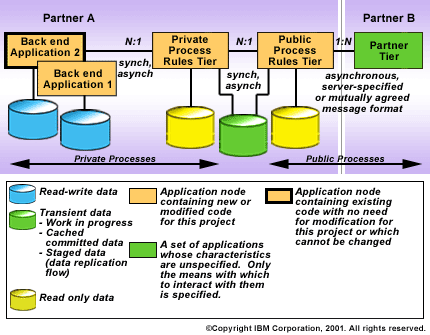 Partner A
Partner B
Back end
Application 2
N:1
Private
Process
Rules Tier
N:1
Public
Process
Rules Tier
1:N
Partner
Tier
Back end
Application 1
synch,
asynch
synch,
asynch
asynchronous,
server-specified
or mutually agreed
message format
Private Processes
Public Processes
Read-write data
Transient data
- Work in progress
- Cached
committed data
- Staged data
(data replication
flow)
Read only data
Application node
containing new or
modified code for
this project
A set of applications
whose characteristics
are unspecified. Only
the means with which
to interact with them
is specified.
Application node
containing existing
code with no need
for modification for
this project or which
cannot be changed
©Copyright IBM Corporation, 2001. All rights reserved.